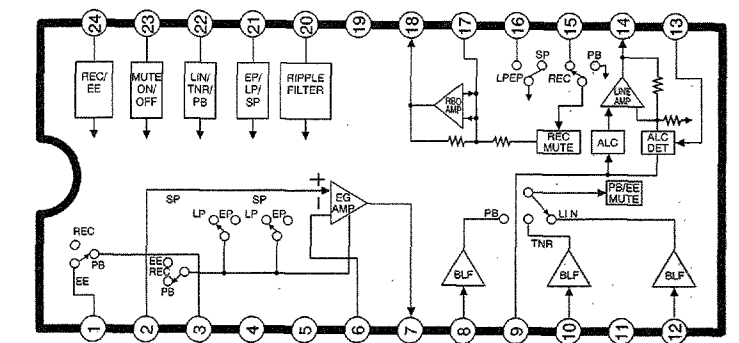 24 23 22 21 20 19 18 17 16 15 14 13
REC/
EE
MUTE
ON/
OFF
LIN/
TNR/
PB
EP/
LP/
SP
RIPPLE
FILTER
SP
LP EP
REC
PB
LINE
AMP
AMP
REC
MUTE
ALC
ALC
DET
PB/EE
MUTE
LIN
TNR
PB
SP
LP EP
SP
LP EP
+
−
EG
AMP
REC
PB
EE
EE
REC
PB
BLF
BLF
BLF
1 2 3 4 5 6 7 8 9 10 11 12